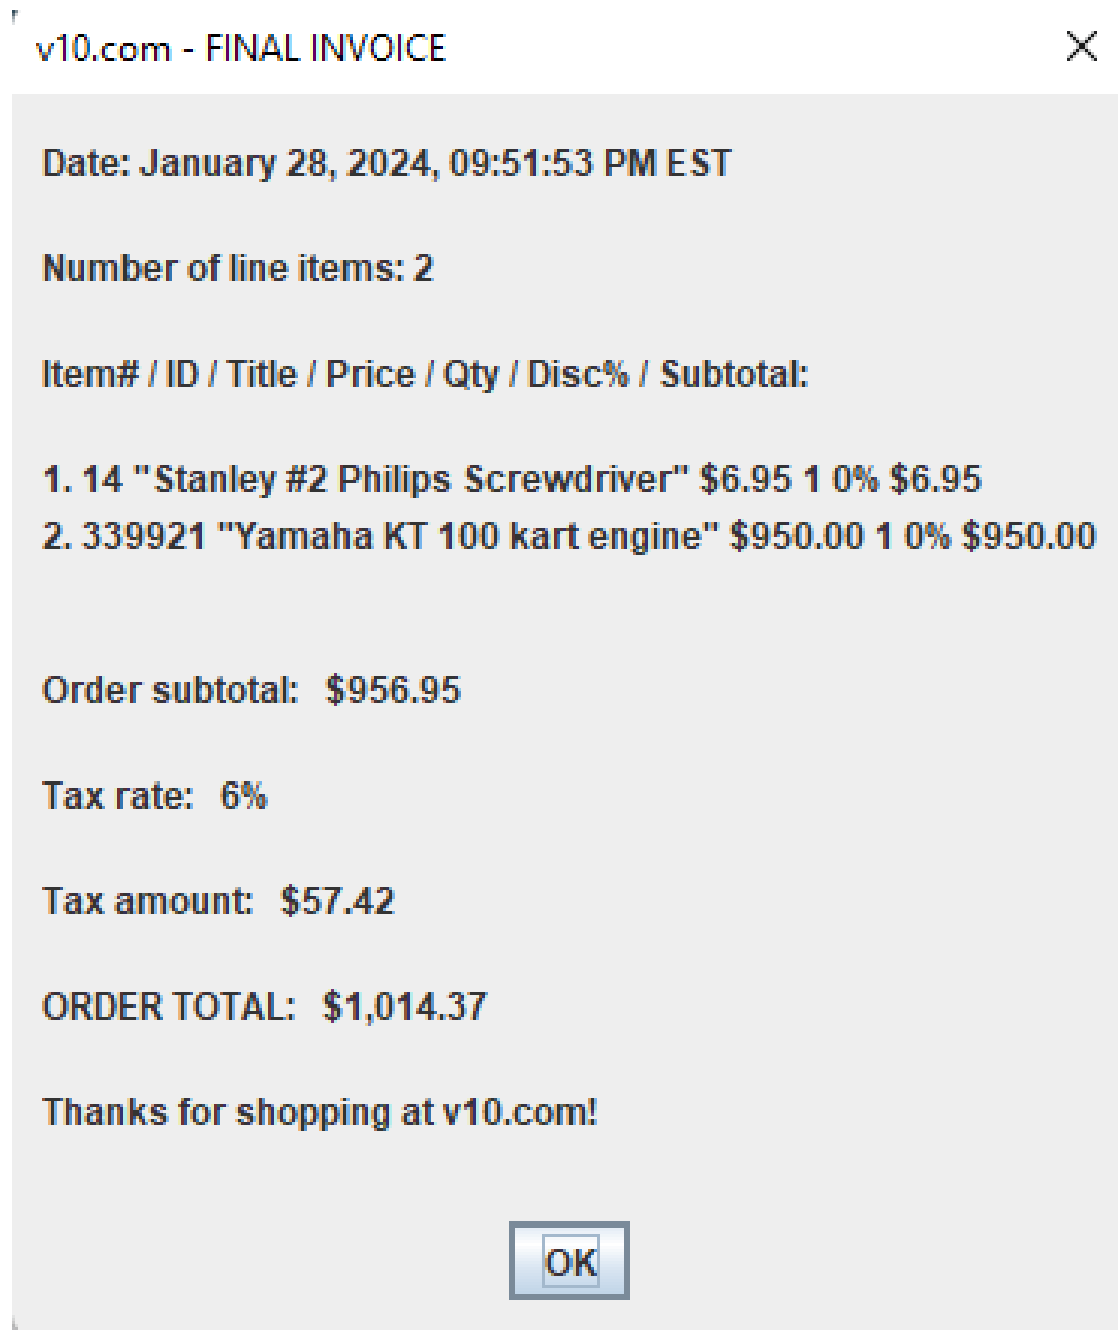 v10.com - FINAL INVOICE
Date: January 28, 2024, 09:51:53 PM EST
Number of line items: 2
Item# / ID / Title / Price / Qty / Disc% / Subtotal:
1. 14 "Stanley #2 Philips Screwdriver" $6.95 1 0% $6.95
2. 339921 "Yamaha KT 100 kart engine" $950.00 1 0% $950.00
Order subtotal: $956.95
Tax rate: 6%
Tax amount: $57.42
ORDER TOTAL: $1,014.37
Thanks for shopping at v10.com!
OK